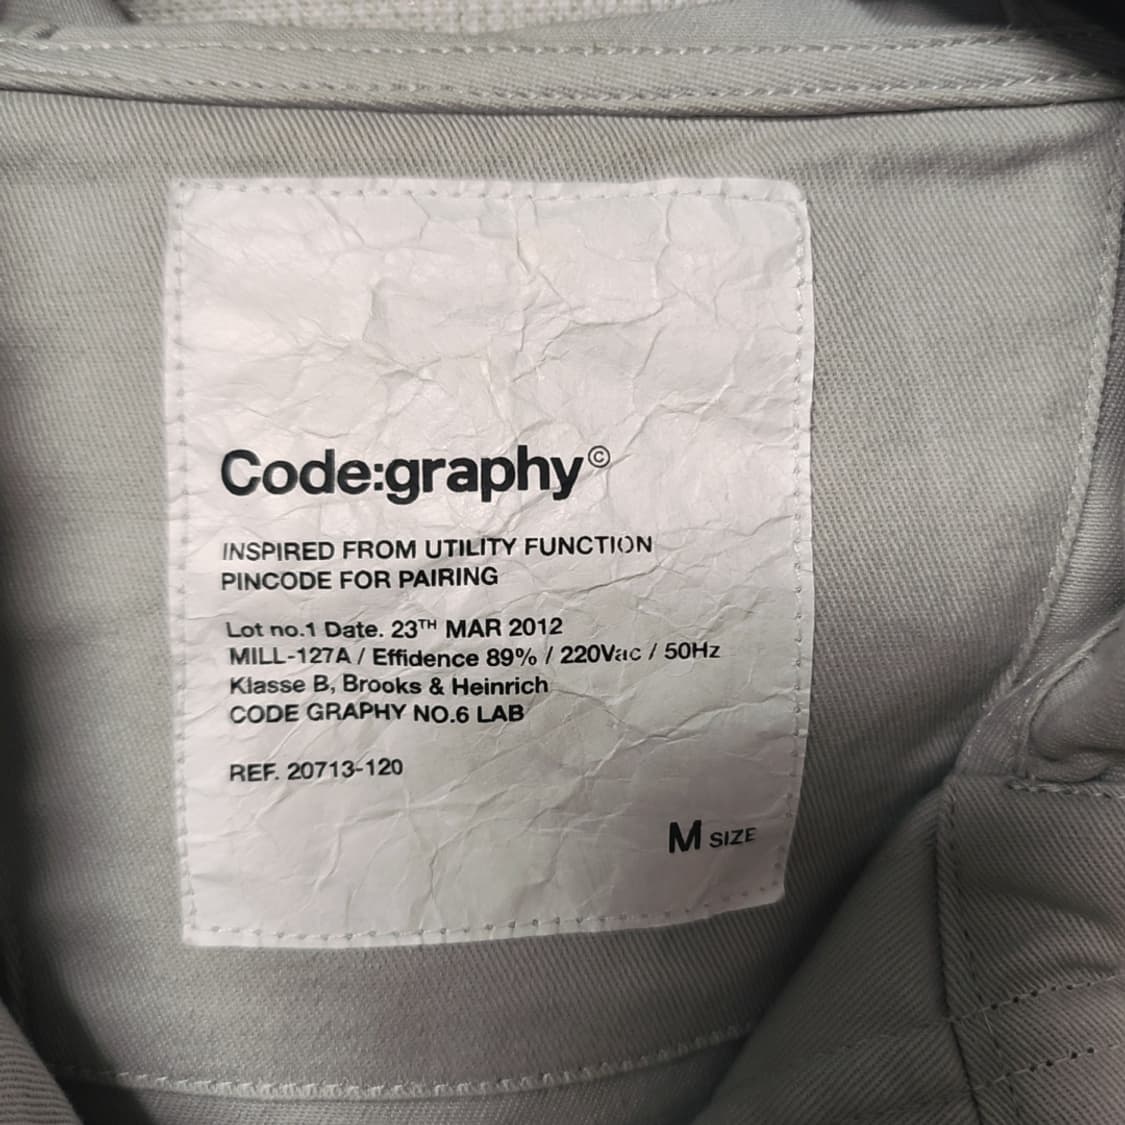 Code:graphy©
INSPIRED FROM UTILITY FUNCTION
PINCODE FOR PAIRING
Lot no.1 Date. 23TH MAR 2012
MILL-127A / Effidence 89% / 220Vac / 50Hz
Klasse B, Brooks & Heinrich
CODE GRAPHY NO.6 LAB
REF. 20713-120
M SIZE